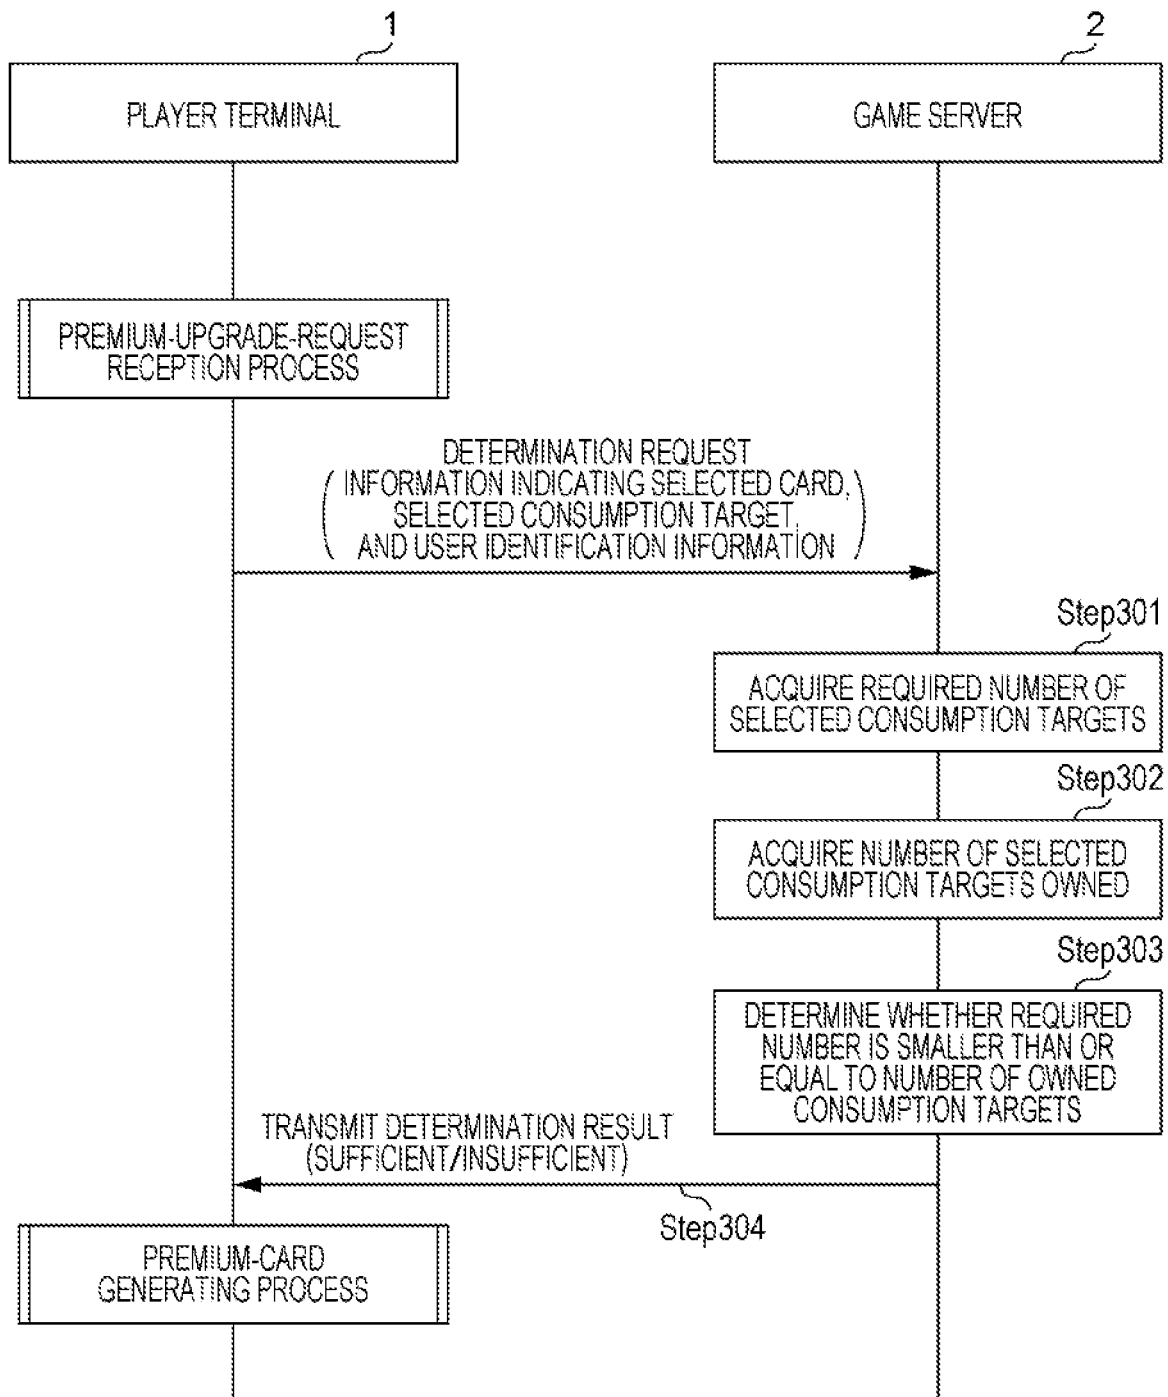 1
2
PLAYER TERMINAL
GAME SERVER
PREMIUM-UPGRADE-REQUEST
RECEPTION PROCESS
DETERMINATION REQUEST
(INFORMATION INDICATING SELECTED CARD,
SELECTED CONSUMPTION TARGET,
AND USER IDENTIFICATION INFORMATION)
Step301
ACQUIRE REQUIRED NUMBER OF
SELECTED CONSUMPTION TARGETS
Step302
ACQUIRE NUMBER OF SELECTED
CONSUMPTION TARGETS OWNED
Step303
DETERMINE WHETHER REQUIRED
NUMBER IS SMALLER THAN OR
EQUAL TO NUMBER OF OWNED
CONSUMPTION TARGETS
TRANSMIT DETERMINATION RESULT
(SUFFICIENT/INSUFFICIENT)
Step304
PREMIUM-CARD
GENERATING PROCESS